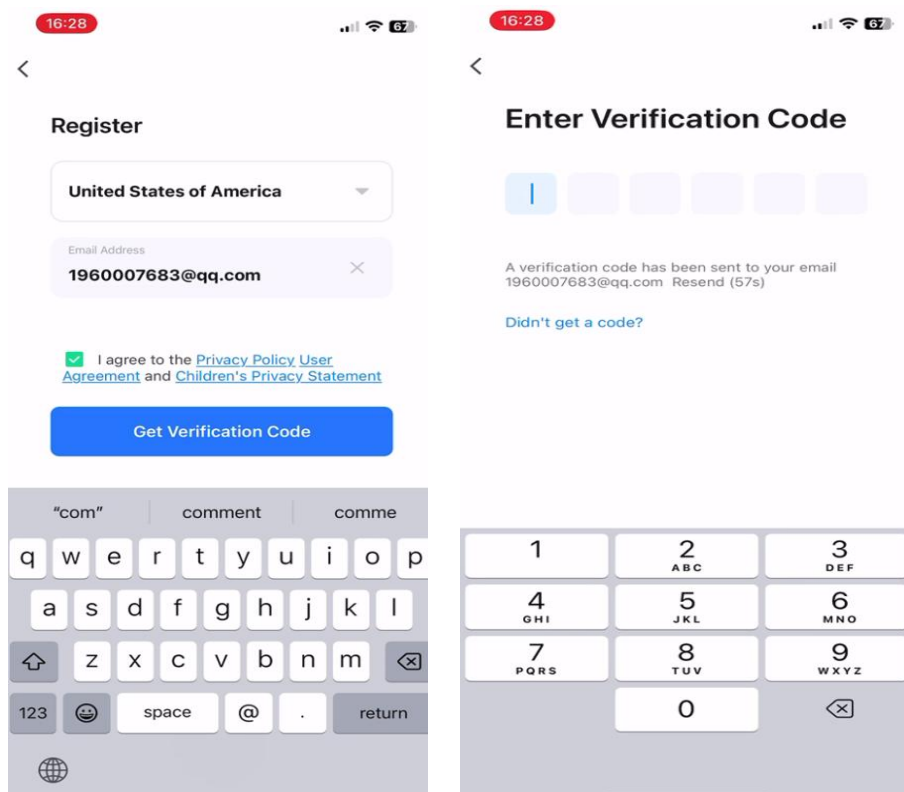 16:28
67
Register
United States of America
Email Address
1960007683@qq.com
I agree to the Privacy Policy User
Agreement and Children's Privacy Statement
Get Verification Code
"com" comment comme
q w e r t y u i o p
a s d f g h j k l
z x c v b n m
123 space @ . return
16:28
67
Enter Verification Code
A verification code has been sent to your email
1960007683@qq.com Resend (57s)
Didn't get a code?
1 2 3
ABC DEF
4 5 6
GHI JKL MNO
7 8 9
PQRS TUV WXYZ
0